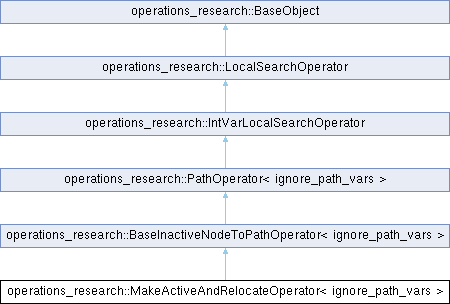 operations_research::BaseObject
operations_research::LocalSearchOperator
operations_research::IntVarLocalSearchOperator
operations_research::PathOperator< ignore_path_vars >
operations_research::BaseInactiveNodeToPathOperator< ignore_path_vars >
operations_research::MakeActiveAndRelocateOperator< ignore_path_vars >